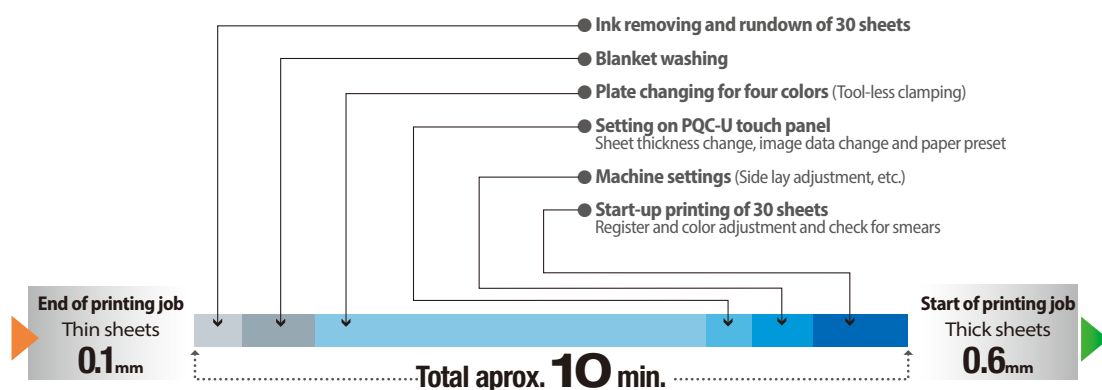 Ink removing and rundown of 30 sheets
Blanket washing
Plate changing for four colors (Tool-less clamping)
Setting on PQC-U touch panel
Sheet thickness change, image data change and paper preset
Machine settings (Side lay adjustment, etc.)
Start-up printing of 30 sheets
Register and color adjustment and check for smears
End of printing job
Thin sheets
0.1mm
Start of printing job
Thick sheets
0.6mm
Total aprox. 10 min.